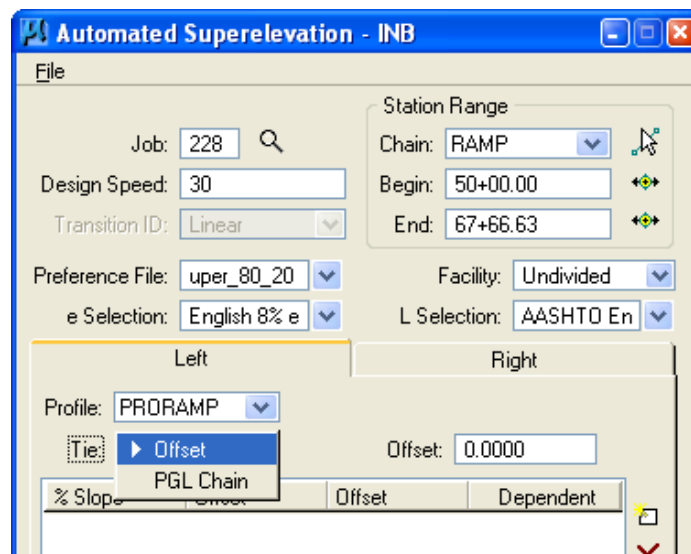 Automated Superelevation - INB
File
Station Range
Job: 228
Chain: RAMP
Design Speed: 30
Begin: 50+00.00
Transition ID: Linear
End: 67+66.63
Preference File: uper_80_20
Facility: Undivided
e Selection: English 8% e
L Selection: AASHTO En
Left
Right
Profile: PRORAMP
Tie: Offset
Offset: 0.0000
PGL Chain
% Slope Offset Offset Dependent